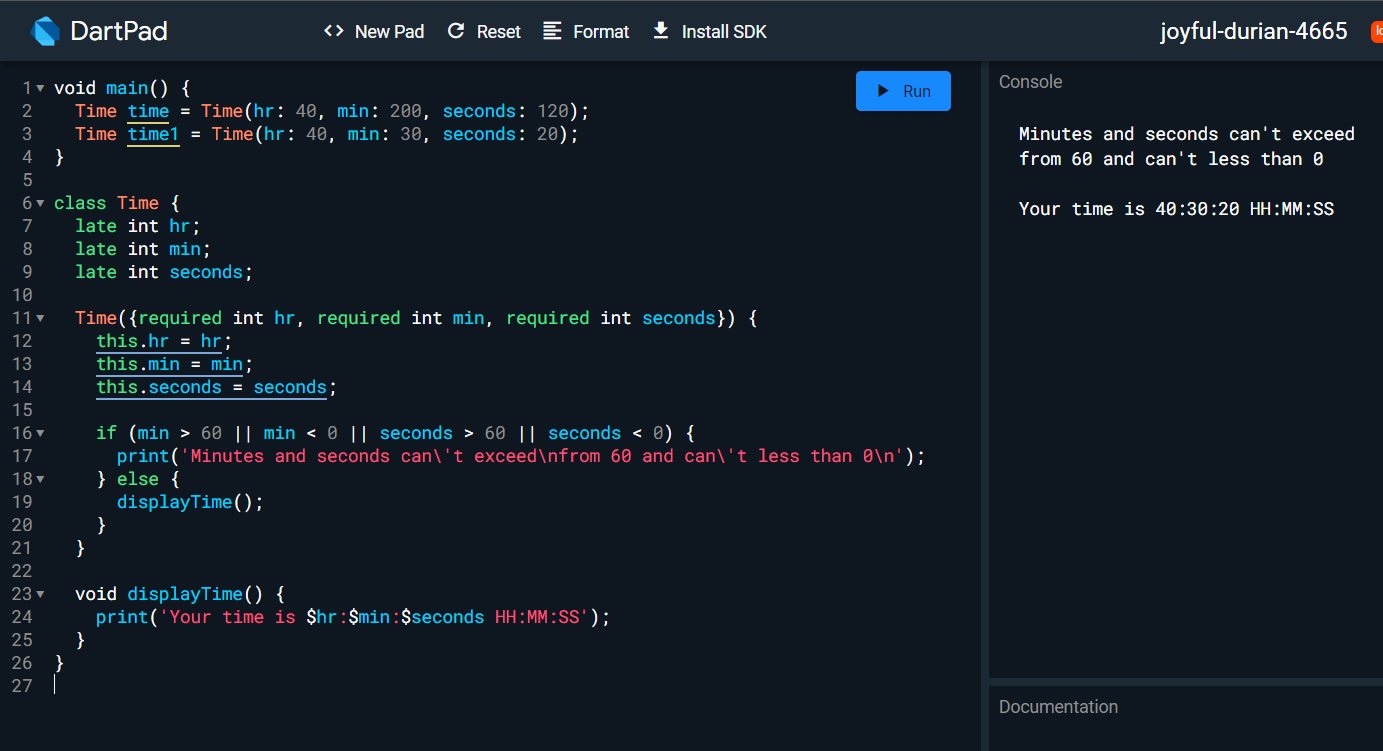 DartPad
<> New Pad Reset Format Install SDK
joyful-durian-4665
1 void main() {
2   Time time = Time(hr: 40, min: 200, seconds: 120);
3   Time time1 = Time(hr: 40, min: 30, seconds: 20);
4 }
5
6 class Time {
7   late int hr;
8   late int min;
9   late int seconds;
10
11   Time({required int hr, required int min, required int seconds}) {
12     this.hr = hr;
13     this.min = min;
14     this.seconds = seconds;
15
16     if (min > 60 || min < 0 || seconds > 60 || seconds < 0) {
17       print('Minutes and seconds can\'t exceed\nfrom 60 and can\'t less than 0\n');
18     } else {
19       displayTime();
20     }
21   }
22
23   void displayTime() {
24     print('Your time is $hr:$min:$seconds HH:MM:SS');
25   }
26 }
27
Run
Console
Minutes and seconds can't exceed
from 60 and can't less than 0
Your time is 40:30:20 HH:MM:SS
Documentation